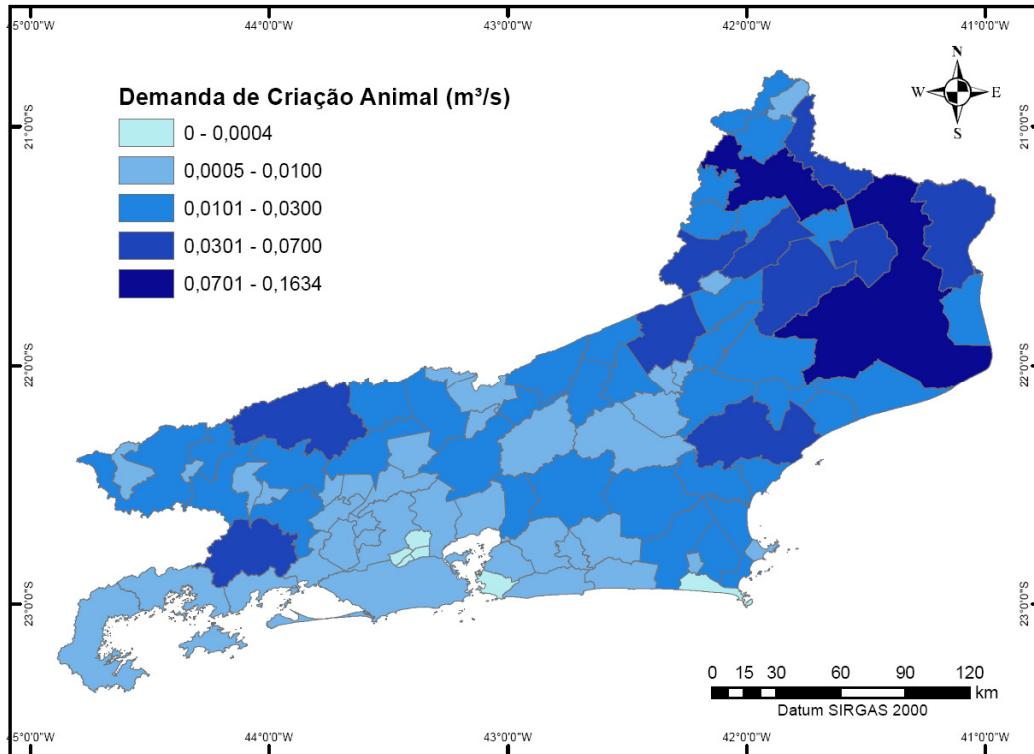 45°0'0"W 44°0'0"W 43°0'0"W 42°0'0"W 41°0'0"W
N
W E
S
Demanda de Criação Animal (m³/s)
0 - 0,0004
0,0005 - 0,0100
0,0101 - 0,0300
0,0301 - 0,0700
0,0701 - 0,1634
21°0'0"S 21°0'0"S
22°0'0"S 22°0'0"S
23°0'0"S 23°0'0"S
0 15 30 60 90 120
km
Datum SIRGAS 2000
45°0'0"W 44°0'0"W 43°0'0"W 42°0'0"W 41°0'0"W